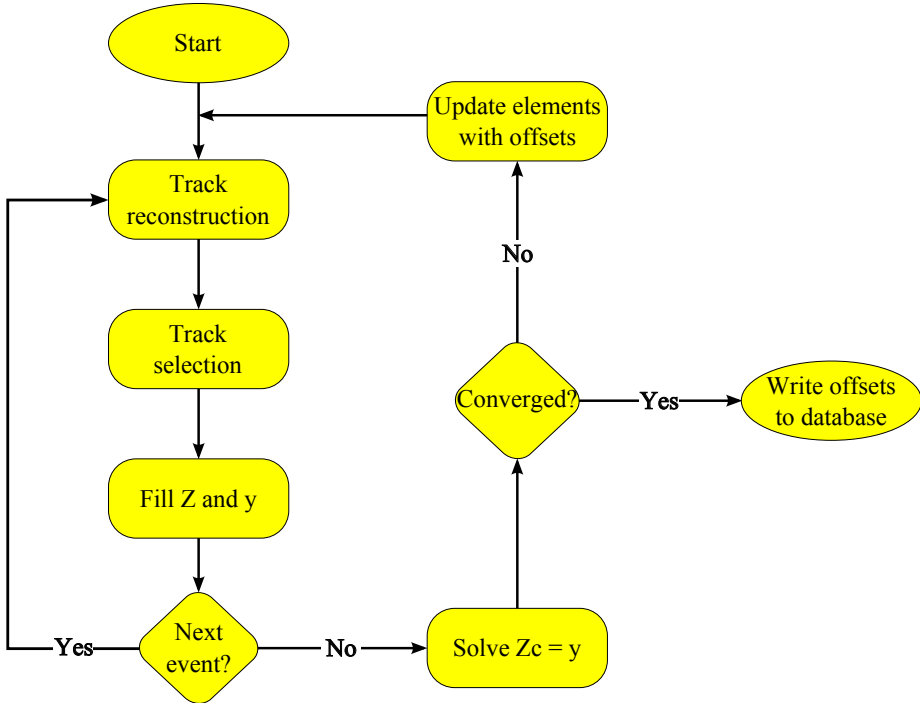 Start
Update elements
with offsets
Track
reconstruction
No
Track
selection
Converged?
Yes
Write offsets
to database
Fill Z and y
Next
event?
Yes
No
Solve Zc = y